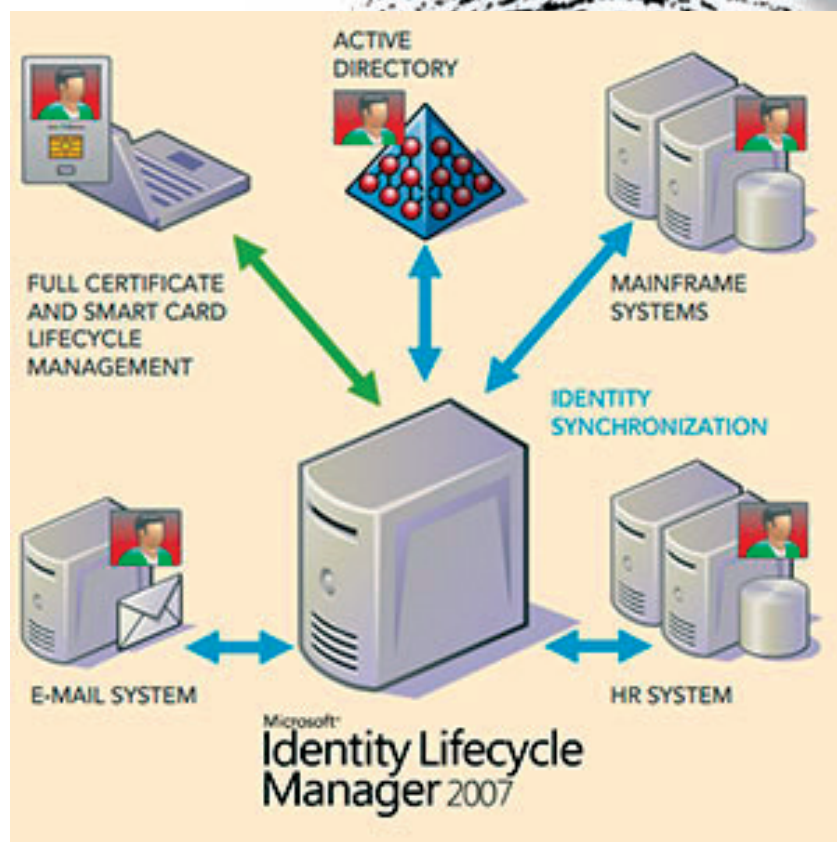 ACTIVE
DIRECTORY
FULL CERTIFICATE
AND SMART CARD
LIFECYCLE
MANAGEMENT
MAINFRAME
SYSTEMS
IDENTITY
SYNCHRONIZATION
E-MAIL SYSTEM
HR SYSTEM
Microsoft
Identity Lifecycle
Manager 2007